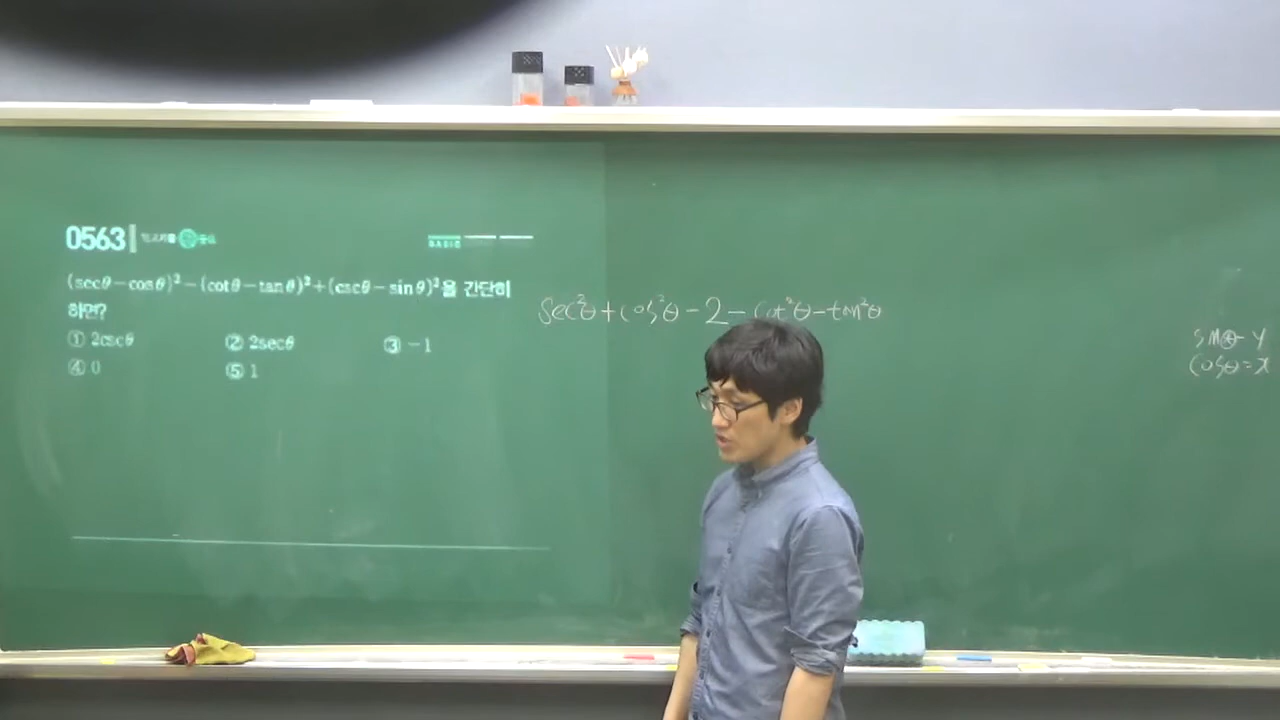 0563
BASIC
(secθ−cosθ)²−(cotθ−tanθ)²+(cscθ−sinθ)²을 간단히
하면?
① 2cscθ ② 2secθ ③ −1
④ 0 ⑤ 1
sec²θ+cos²θ−2−cot²θ−tan²θ
sinθ=y
cosθ=x